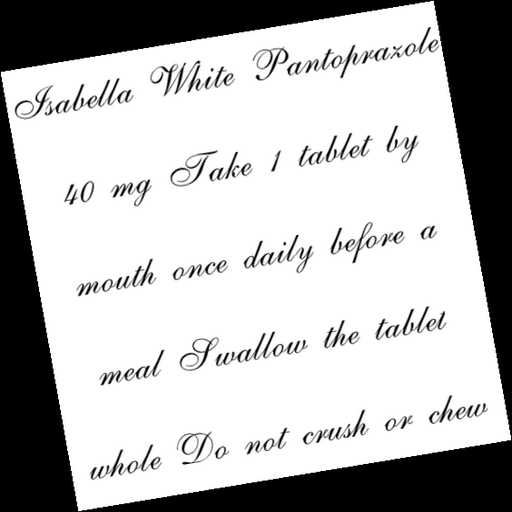 Isabella White Pantoprazole
40 mg Take 1 tablet by
mouth once daily before a
meal Swallow the tablet
whole Do not crush or chew